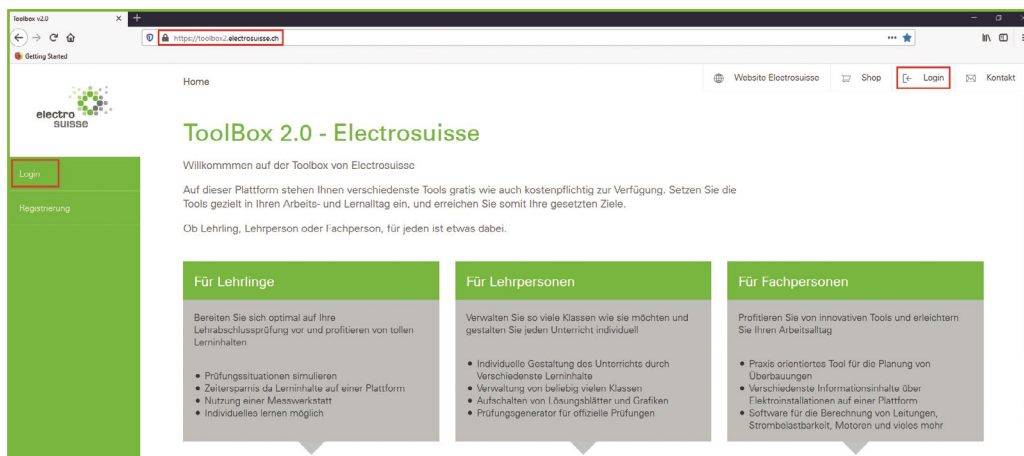 Toolbox v2.0
https://toolbox2.electrosuisse.ch
Getting Started
electro
suisse
Home
Website Electrosuisse
Shop
Login
Kontakt
Login
Registrierung
ToolBox 2.0 - Electrosuisse
Willkommmen auf der Toolbox von Electrosuisse
Auf dieser Plattform stehen Ihnen verschiedenste Tools gratis wie auch kostenpflichtig zur Verfügung. Setzen Sie die
Tools gezielt in Ihren Arbeits- und Lernalltag ein, und erreichen Sie somit Ihre gesetzten Ziele.
Ob Lehrling, Lehrperson oder Fachperson, für jeden ist etwas dabei.
Für Lehrlinge
Bereiten Sie sich optimal auf Ihre
Lehrabschlussprüfung vor und profitieren von tollen
Lerninhalten
• Prüfungssituationen simulieren
• Zeitersparnis da Lerninhalte auf einer Plattform
• Nutzung einer Messwerkstatt
• Individuelles lernen möglich
Für Lehrpersonen
Verwalten Sie so viele Klassen wie sie möchten und
gestalten Sie jeden Unterricht individuell
• Individuelle Gestaltung des Unterrichts durch
Verschiedenste Lerninhalte
• Verwaltung von beliebig vielen Klassen
• Aufschalten von Lösungsblätter und Grafiken
• Prüfungsgenerator für offizielle Prüfungen
Für Fachpersonen
Profitieren Sie von innovativen Tools und erleichtern
Sie Ihren Arbeitsalltag
• Praxis orientiertes Tool für die Planung von
Überbauungen
• Verschiedenste Informationsinhalte über
Elektroinstallationen auf einer Plattform
• Software für die Berechnung von Leitungen,
Strombelastbarkeit, Motoren und vieles mehr